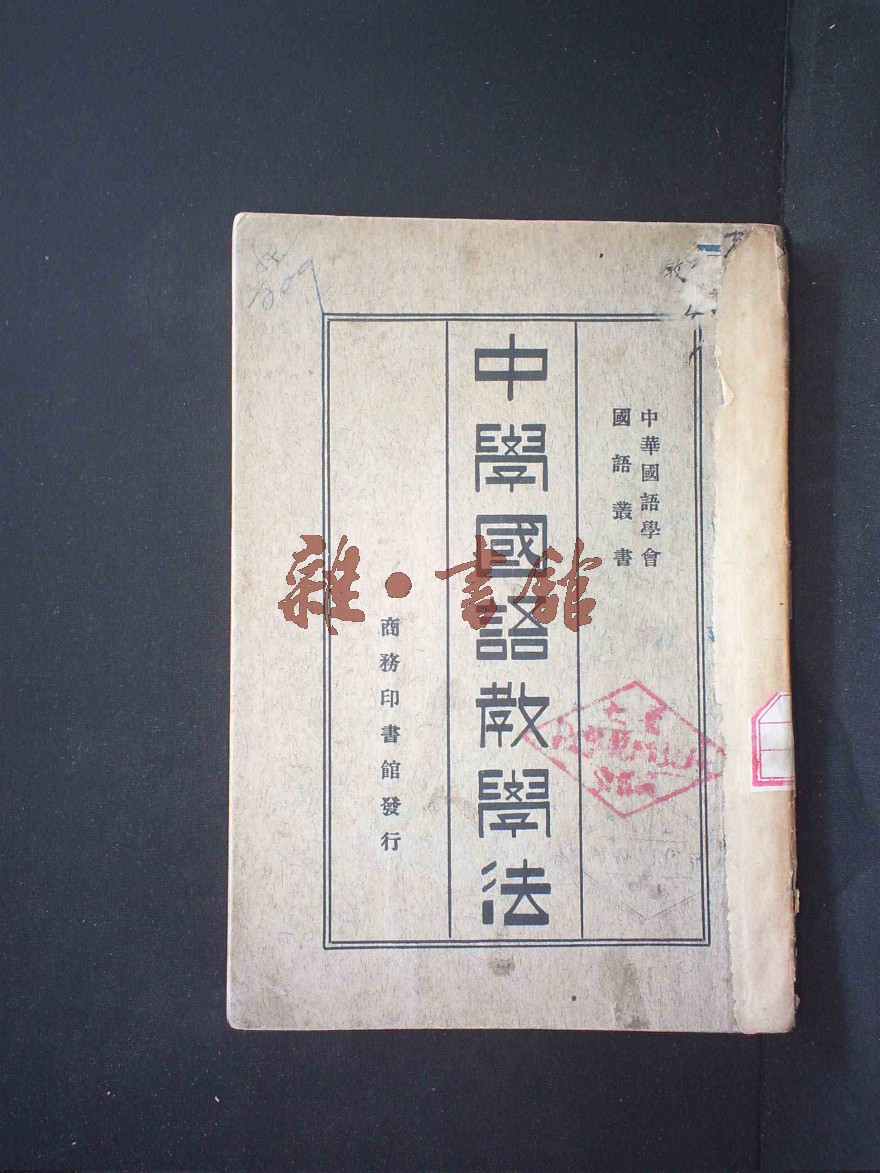 中華國語學會
國語叢書
中學國語教學法
商務印書館發行
雜·書館